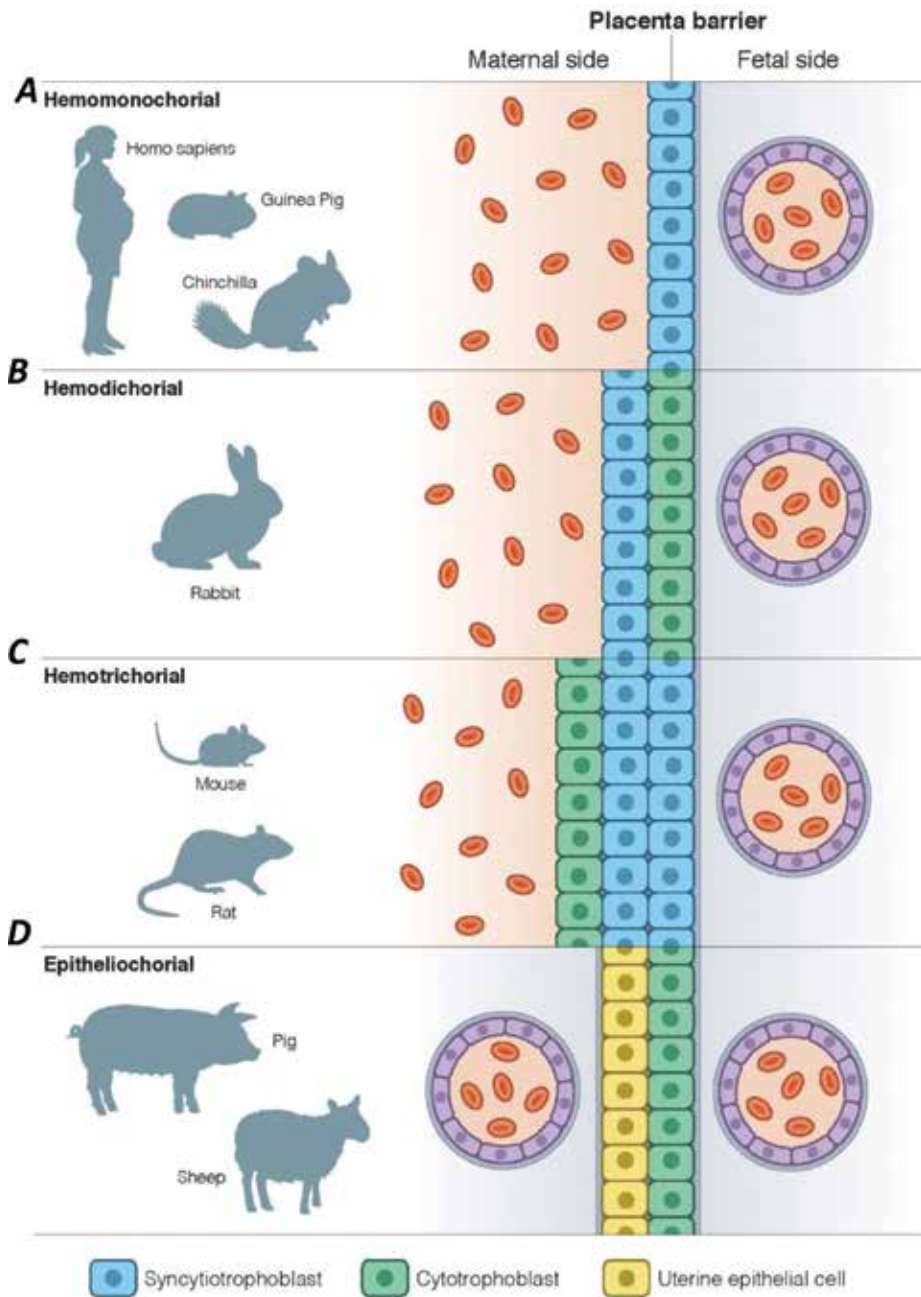 Placenta barrier
Maternal side
Fetal side
A
Hemomonochorial
Homo sapiens
Guinea Pig
Chinchilla
B
Hemodichorial
Rabbit
C
Hemotrichorial
Mouse
Rat
D
Epitheliochorial
Pig
Sheep
Syncytiotrophoblast
Cytotrophoblast
Uterine epithelial cell